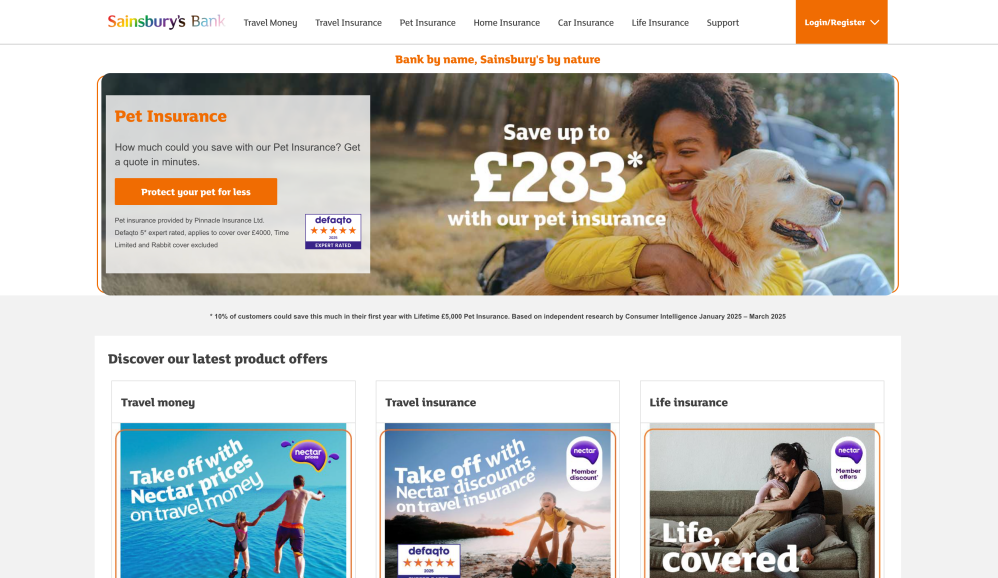 Sainsbury's Bank
Travel Money
Travel Insurance
Pet Insurance
Home Insurance
Car Insurance
Life Insurance
Support
Login/Register
Bank by name, Sainsbury's by nature
Pet Insurance
How much could you save with our Pet Insurance? Get
a quote in minutes.
Protect your pet for less
Pet insurance provided by Pinnacle Insurance Ltd.
Defaqto 5* expert rated, applies to cover over £4000, Time
Limited and Rabbit cover excluded
defaqto
2025
EXPERT RATED
Save up to
£283*
with our pet insurance
* 10% of customers could save this much in their first year with Lifetime £5,000 Pet Insurance. Based on independent research by Consumer Intelligence January 2025 – March 2025
Discover our latest product offers
Travel money
Take off with
Nectar prices
on travel money
nectar
prices
Travel insurance
Take off with
Nectar discounts*
on travel insurance
nectar
Member
discount*
defaqto
2025
Life insurance
nectar
Member
offers
Life,
covered